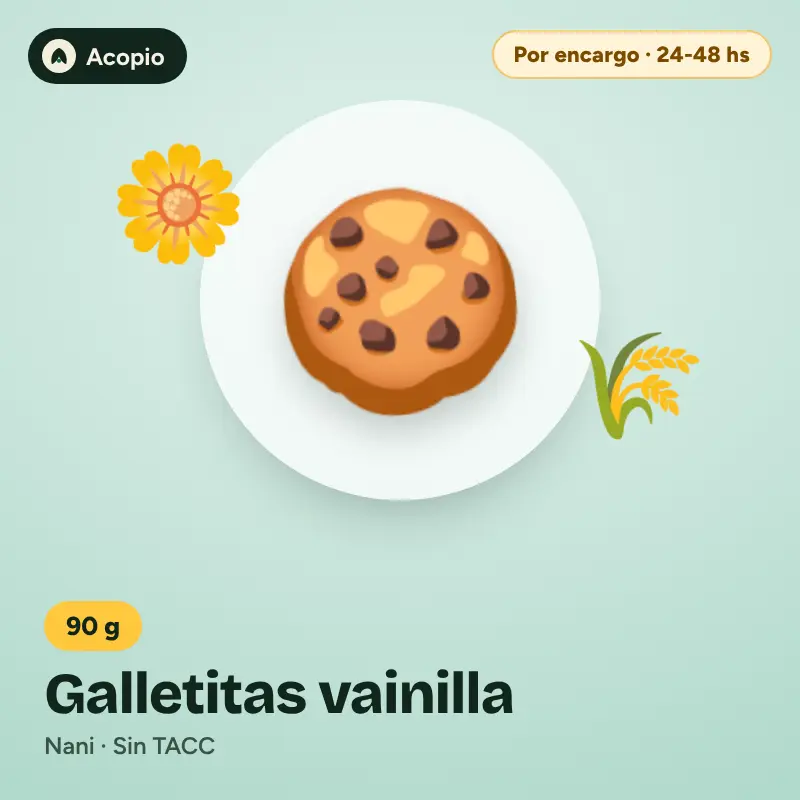 Acopio
Por encargo · 24-48 hs
90 g
Galletitas vainilla
Nani · Sin TACC